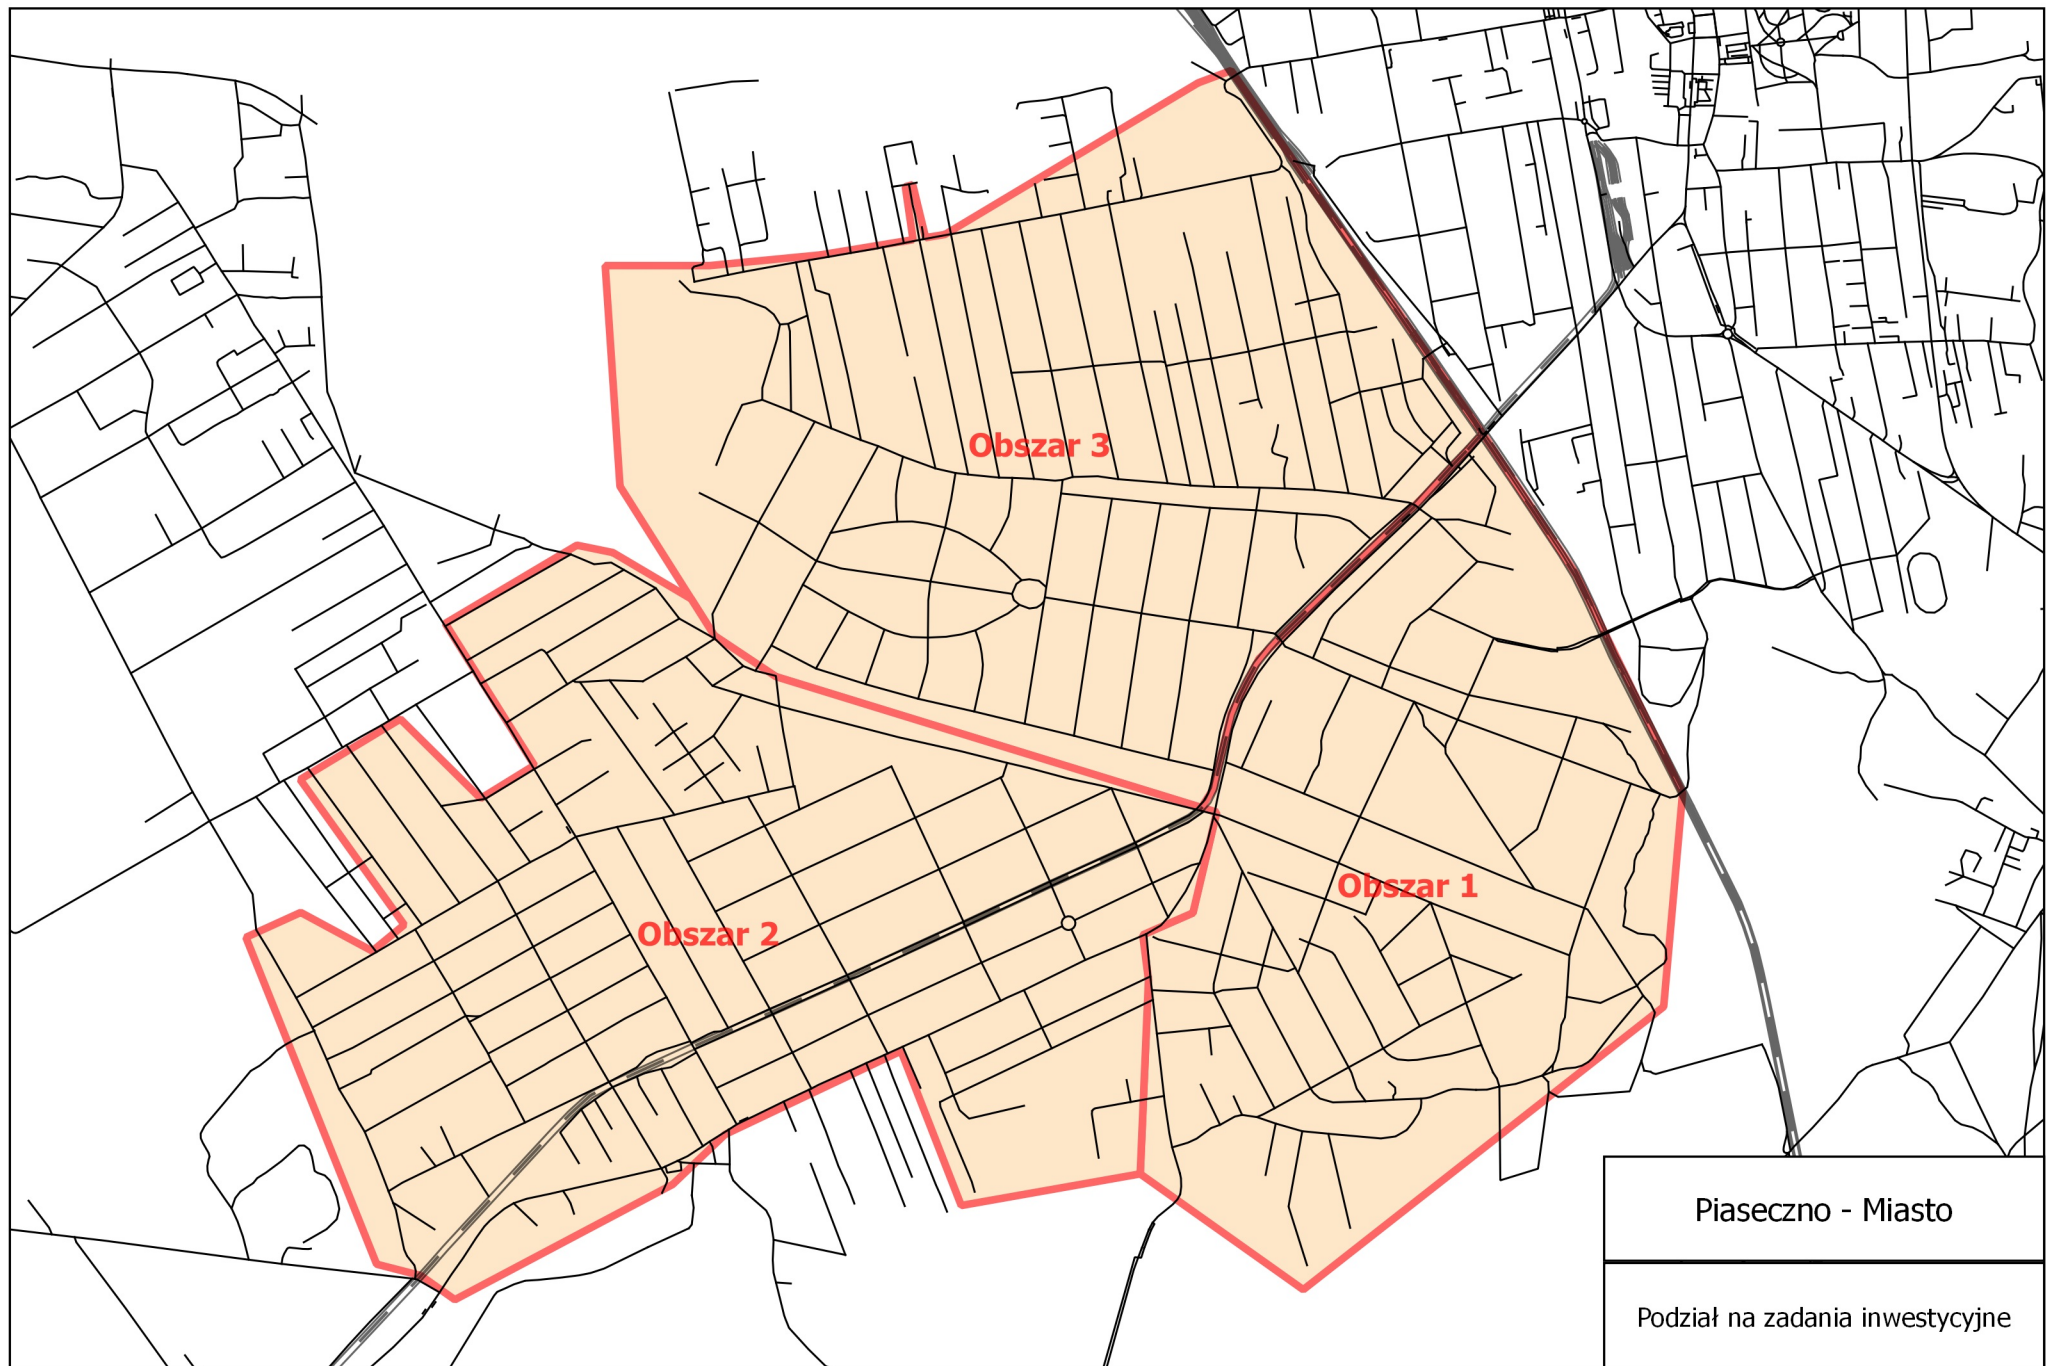 Obszar 3
Obszar 1
Obszar 2
Piaseczno - Miasto
Podział na zadania inwestycyjne